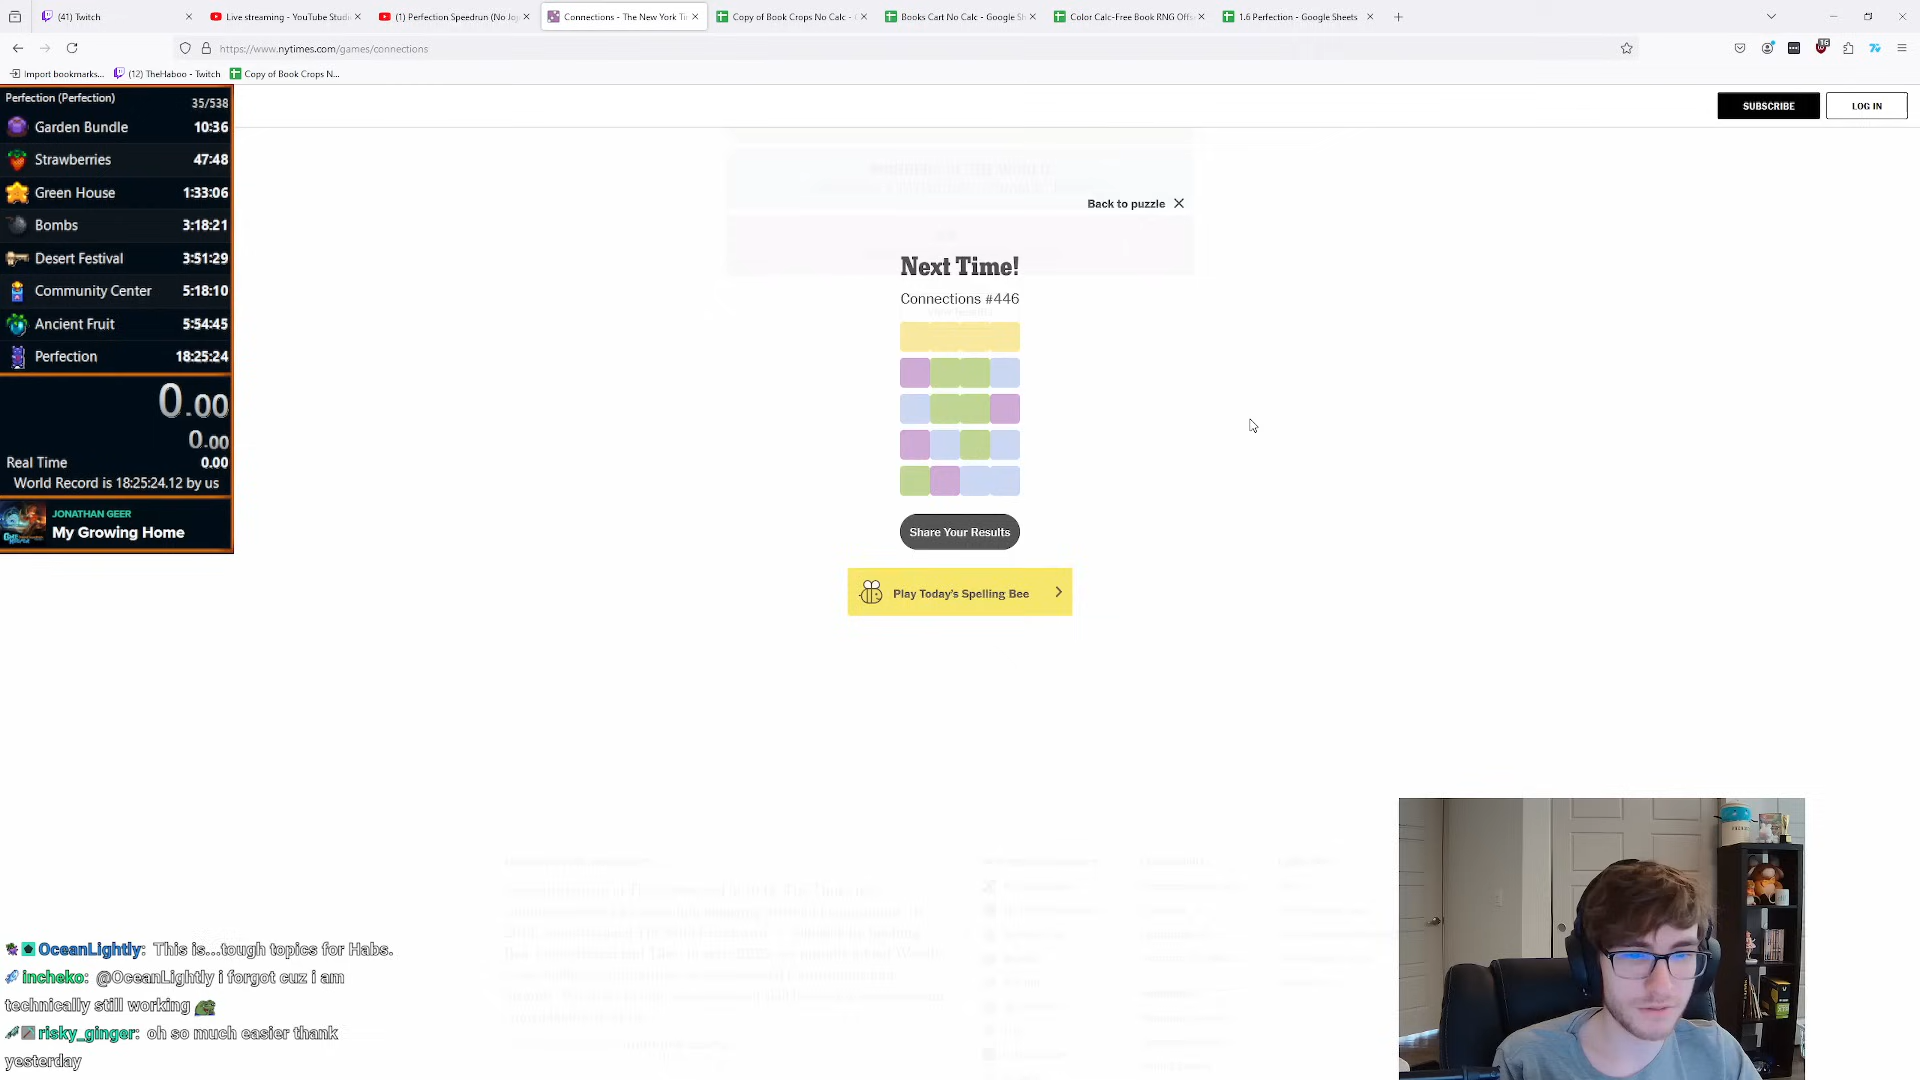 (41) Twitch
Live streaming - YouTube Studi
(1) Perfection Speedrun (No Jo
Connections - The New York Ti
Copy of Book Crops No Calc -
Books Cart No Calc - Google Sh
Color Calc-Free Book RNG Offs
1.6 Perfection - Google Sheets
https://www.nytimes.com/games/connections
16
Import bookmarks...
(12) TheHaboo - Twitch
Copy of Book Crops N...
Perfection (Perfection)
35/538
Garden Bundle 10:36
Strawberries 47:48
Green House 1:33:06
Bombs 3:18:21
Desert Festival 3:51:29
Community Center 5:18:10
Ancient Fruit 5:54:45
Perfection 18:25:24
0.00
0.00
Real Time 0.00
World Record is 18:25:24.12 by us
JONATHAN GEER
My Growing Home
SUBSCRIBE
LOG IN
Back to puzzle
Next Time!
Connections #446
Share Your Results
Play Today's Spelling Bee
OceanLightly: This is...tough topics for Habs.
incheko: @OceanLightly i forgot cuz i am
technically still working
risky_ginger: oh so much easier thank
yesterday